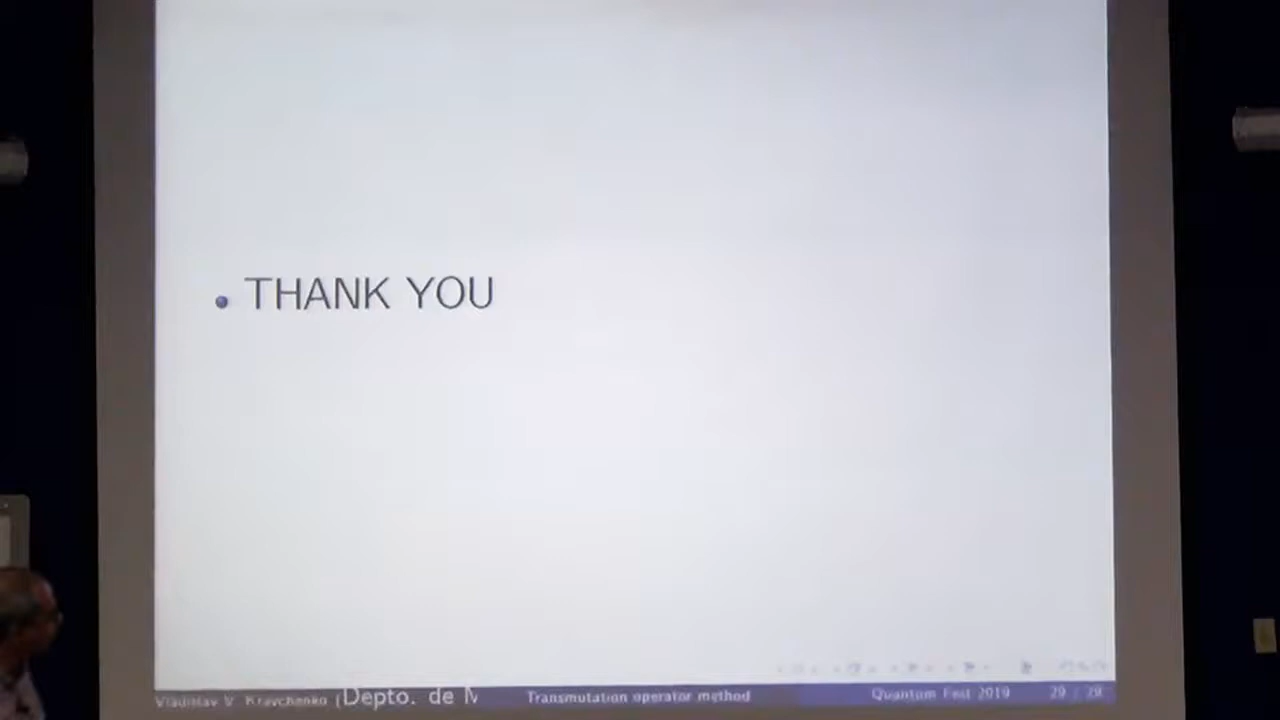 THANK YOU
Vladislav V. Kravchenko (Depto. de M Transmutation operator method Quantum Fest 2019 29 / 29